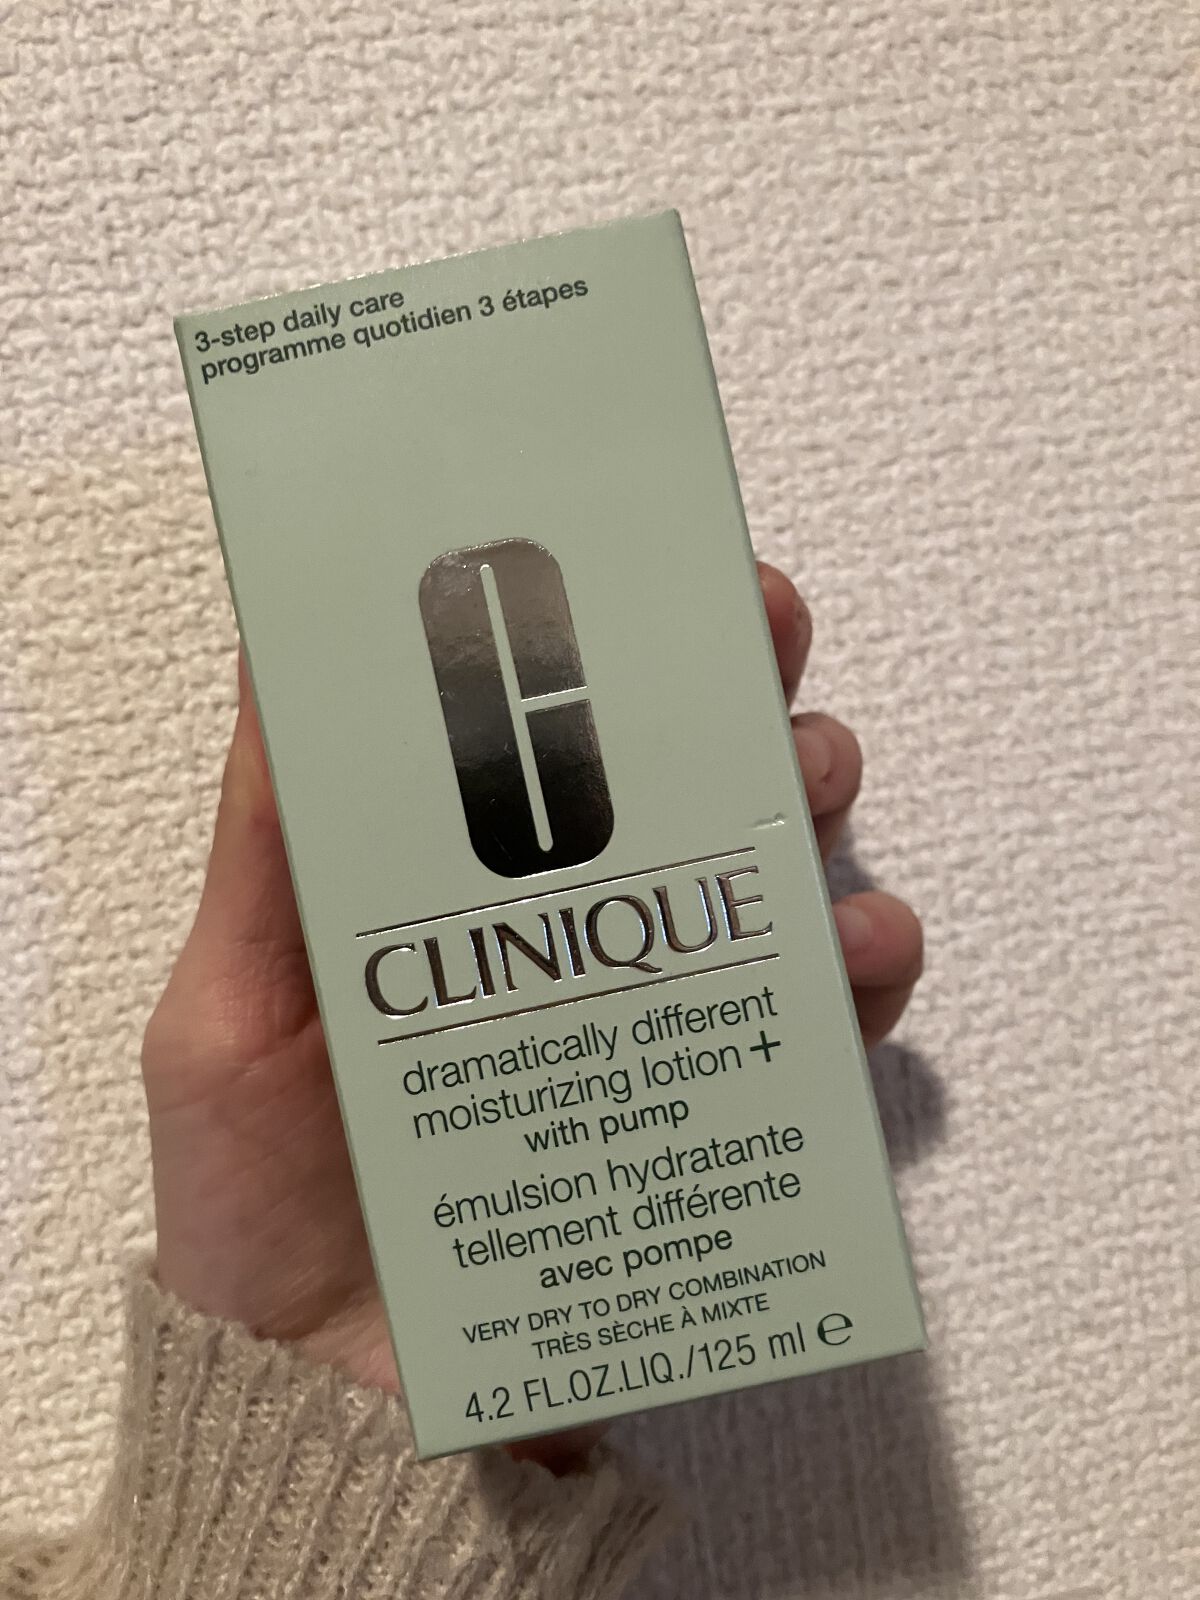 3-step daily care
programme quotidien 3 étapes
CLINIQUE
dramatically different
moisturizing lotion+
with pump
émulsion hydratante
tellement différente
avec pompe
VERY DRY TO DRY COMBINATION
TRÈS SÈCHE À MIXTE
4.2 FL.OZ.LIQ./125 ml ℮